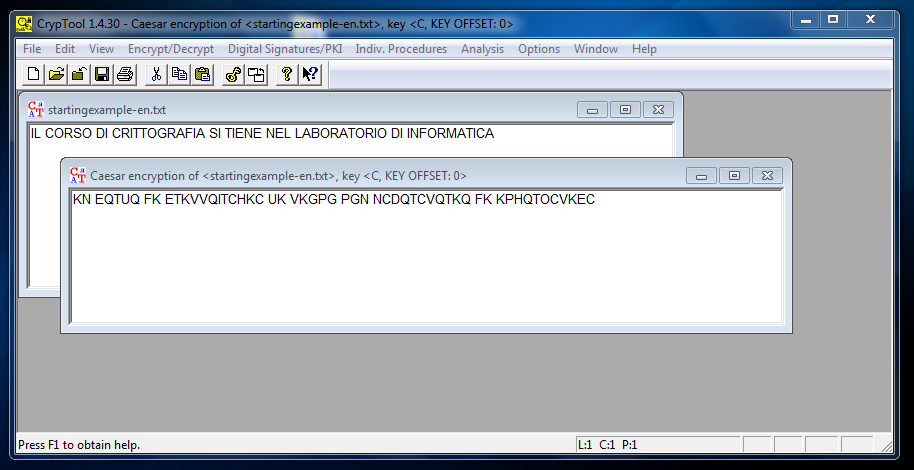 CrypTool 1.4.30 - Caesar encryption of <startingexample-en.txt>, key <C, KEY OFFSET: 0>
File Edit View Encrypt/Decrypt Digital Signatures/PKI Indiv. Procedures Analysis Options Window Help
startingexample-en.txt
IL CORSO DI CRITTOGRAFIA SI TIENE NEL LABORATORIO DI INFORMATICA
Caesar encryption of <startingexample-en.txt>, key <C, KEY OFFSET: 0>
KN EQTUQ FK ETKVVQITCHKC UK VKGPG PGN NCDQTCVQTKQ FK KPHQTOCVKEC
Press F1 to obtain help.
L:1 C:1 P:1